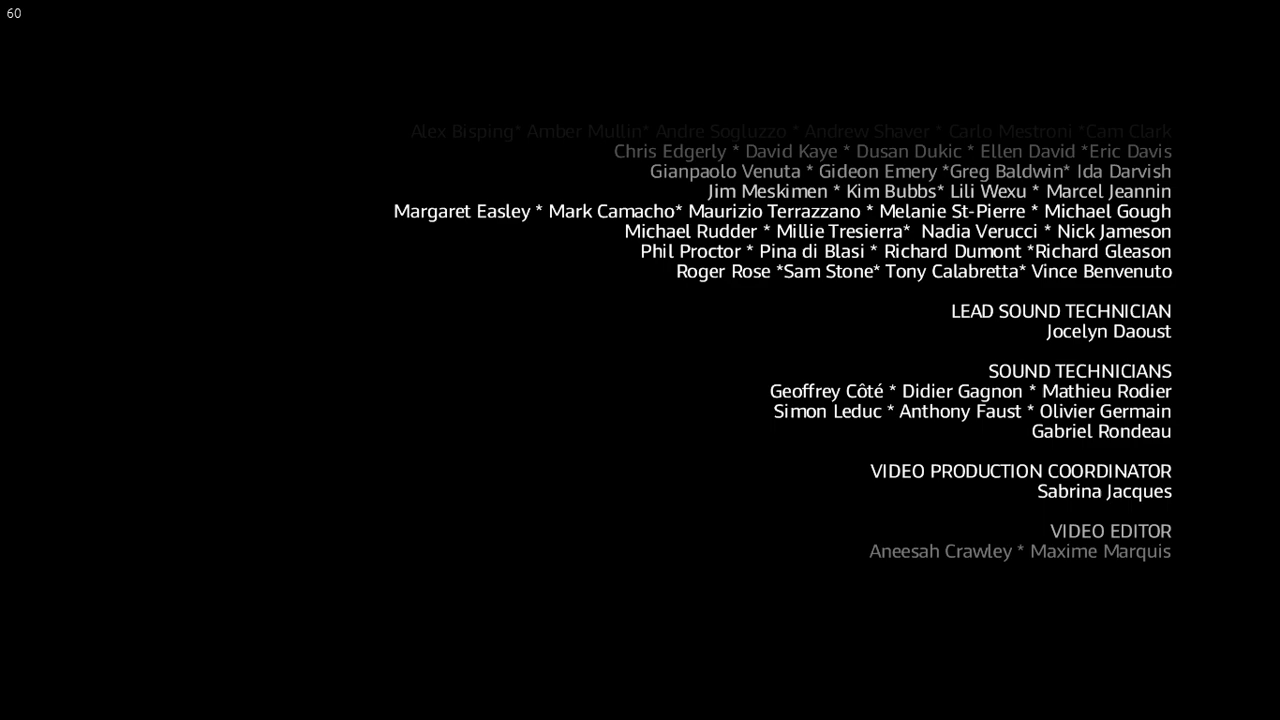 60
Alex Bisping* Amber Mullin* Andre Sogluzzo * Andrew Shaver * Carlo Mestroni *Cam Clark
Chris Edgerly * David Kaye * Dusan Dukic * Ellen David *Eric Davis
Gianpaolo Venuta * Gideon Emery *Greg Baldwin* Ida Darvish
Jim Meskimen * Kim Bubbs* Lili Wexu * Marcel Jeannin
Margaret Easley * Mark Camacho* Maurizio Terrazzano * Melanie St-Pierre * Michael Gough
Michael Rudder * Millie Tresierra*  Nadia Verucci * Nick Jameson
Phil Proctor * Pina di Blasi * Richard Dumont *Richard Gleason
Roger Rose *Sam Stone* Tony Calabretta* Vince Benvenuto
LEAD SOUND TECHNICIAN
Jocelyn Daoust
SOUND TECHNICIANS
Geoffrey Côté * Didier Gagnon * Mathieu Rodier
Simon Leduc * Anthony Faust * Olivier Germain
Gabriel Rondeau
VIDEO PRODUCTION COORDINATOR
Sabrina Jacques
VIDEO EDITOR
Aneesah Crawley * Maxime Marquis